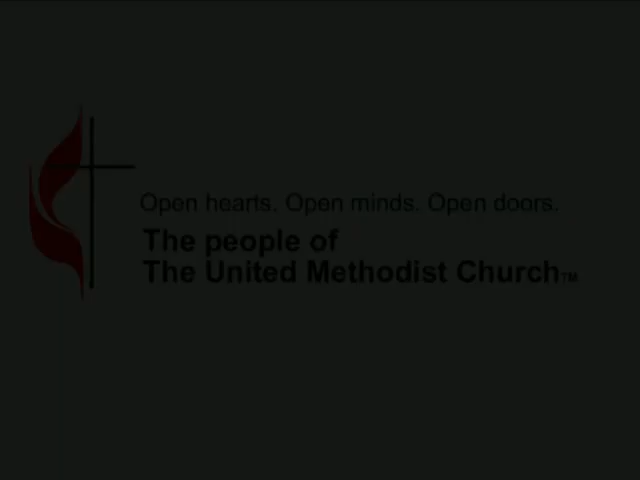 Open hearts. Open minds. Open doors.
The people of
The United Methodist Church™